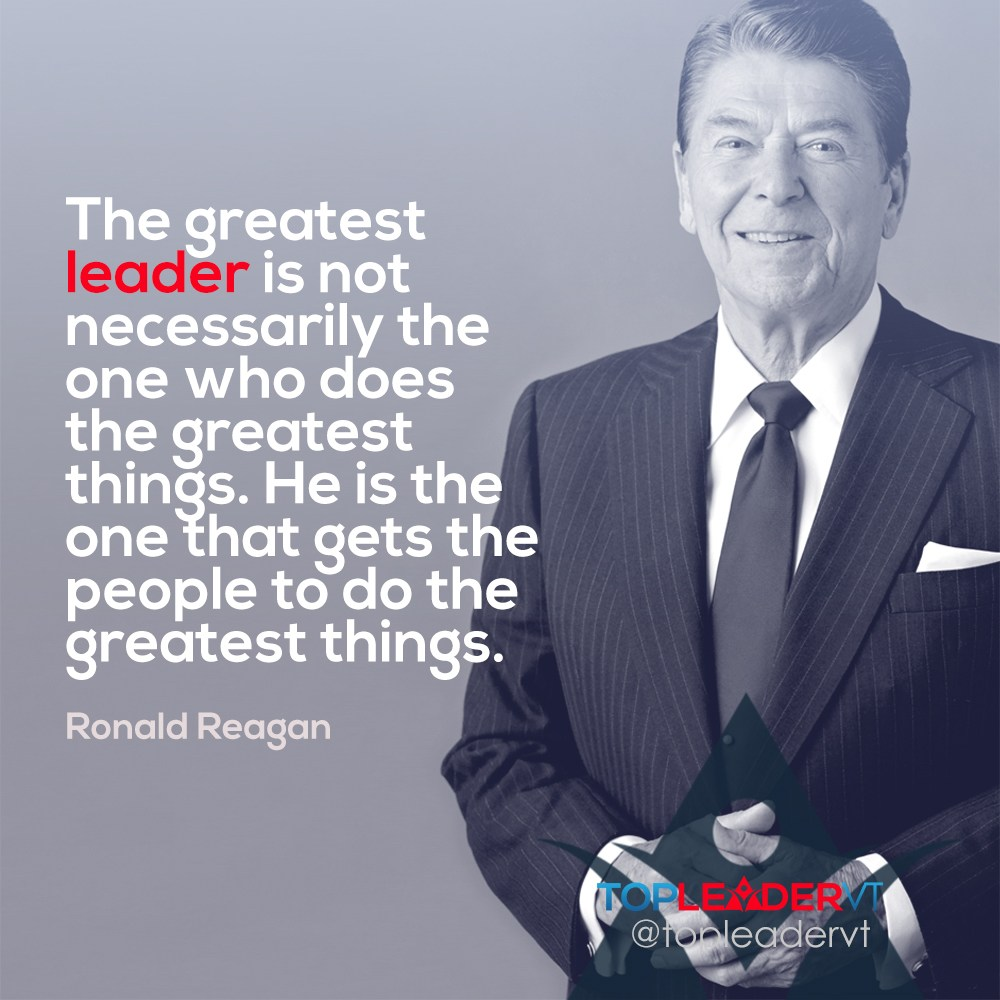 The greatest
leader is not
necessarily the
one who does
the greatest
things. He is the
one that gets the
people to do the
greatest things.
Ronald Reagan
TOPLEADERVT
@topleadervt